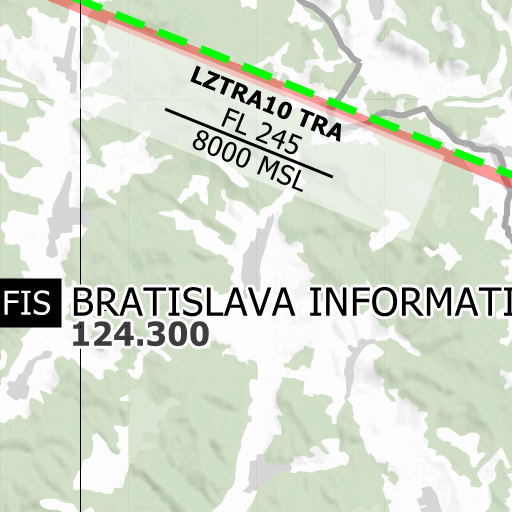 LZTRA10 TRA
FL 245
8000 MSL
FIS BRATISLAVA INFORMATI
124.300